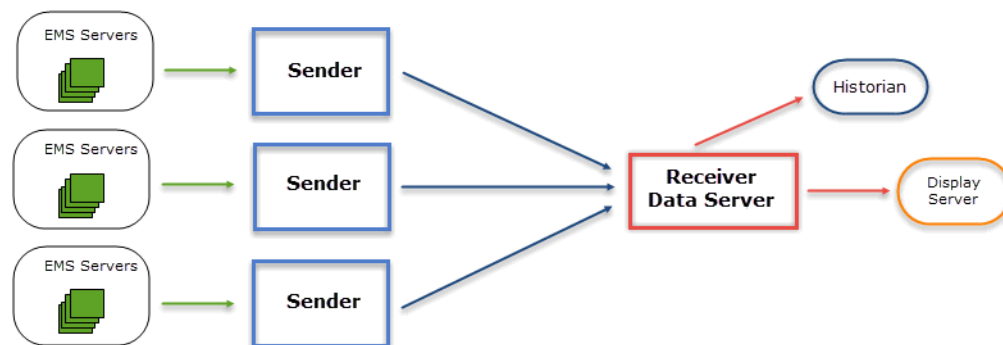 EMS Servers
Sender
Historian
EMS Servers
Sender
Receiver
Data Server
Display
Server
EMS Servers
Sender